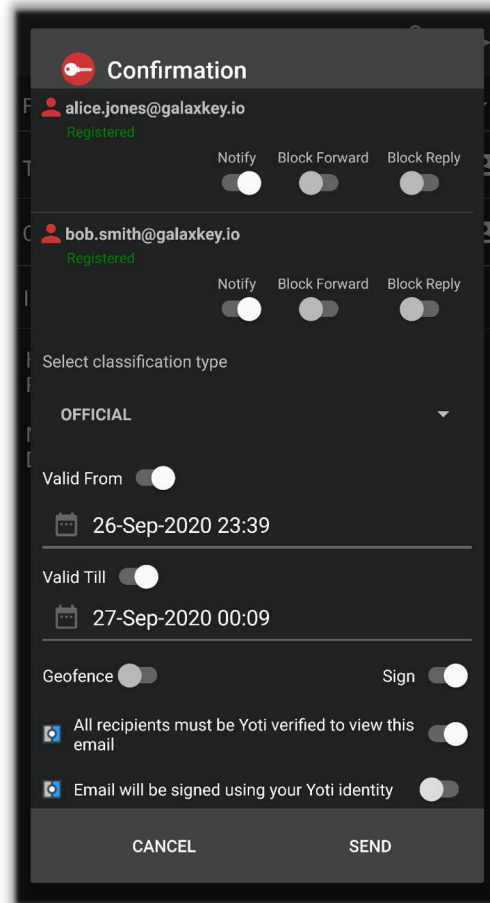 Confirmation
alice.jones@galaxkey.io
Registered
Notify Block Forward Block Reply
bob.smith@galaxkey.io
Registered
Notify Block Forward Block Reply
Select classification type
OFFICIAL
Valid From
26-Sep-2020 23:39
Valid Till
27-Sep-2020 00:09
Geofence Sign
All recipients must be Yoti verified to view this
email
Email will be signed using your Yoti identity
CANCEL SEND